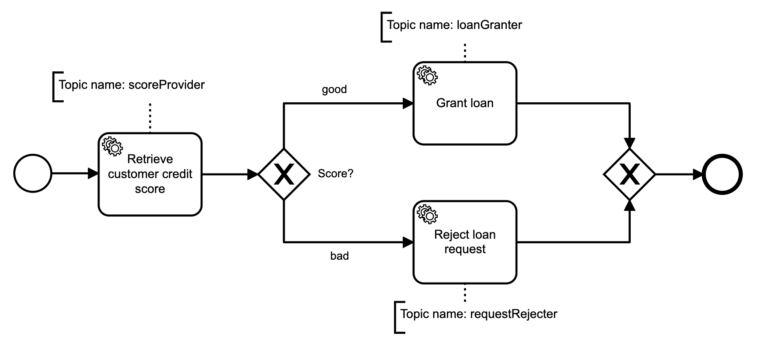 Topic name: loanGranter
Topic name: scoreProvider
good
Grant loan
Retrieve
customer credit
score
X
Score?
X
Reject loan
request
bad
Topic name: requestRejecter